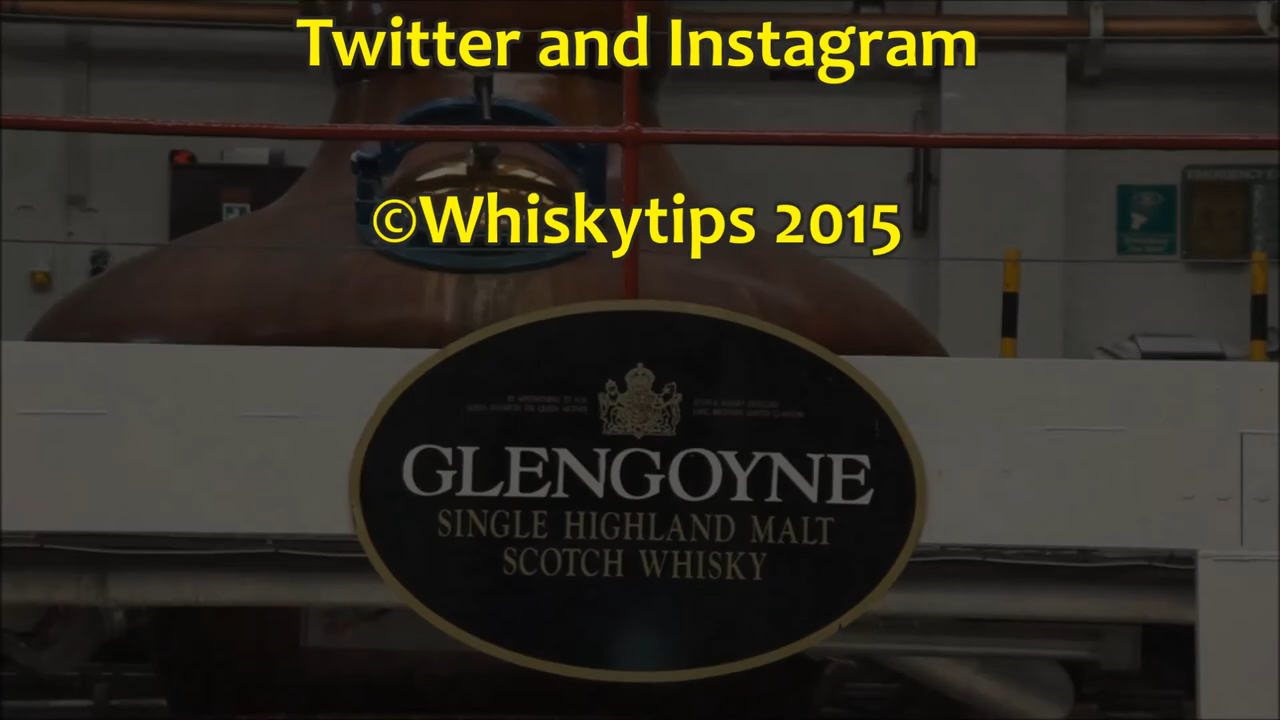 Twitter and Instagram
©Whiskytips 2015
GLENGOYNE
SINGLE HIGHLAND MALT
SCOTCH WHISKY